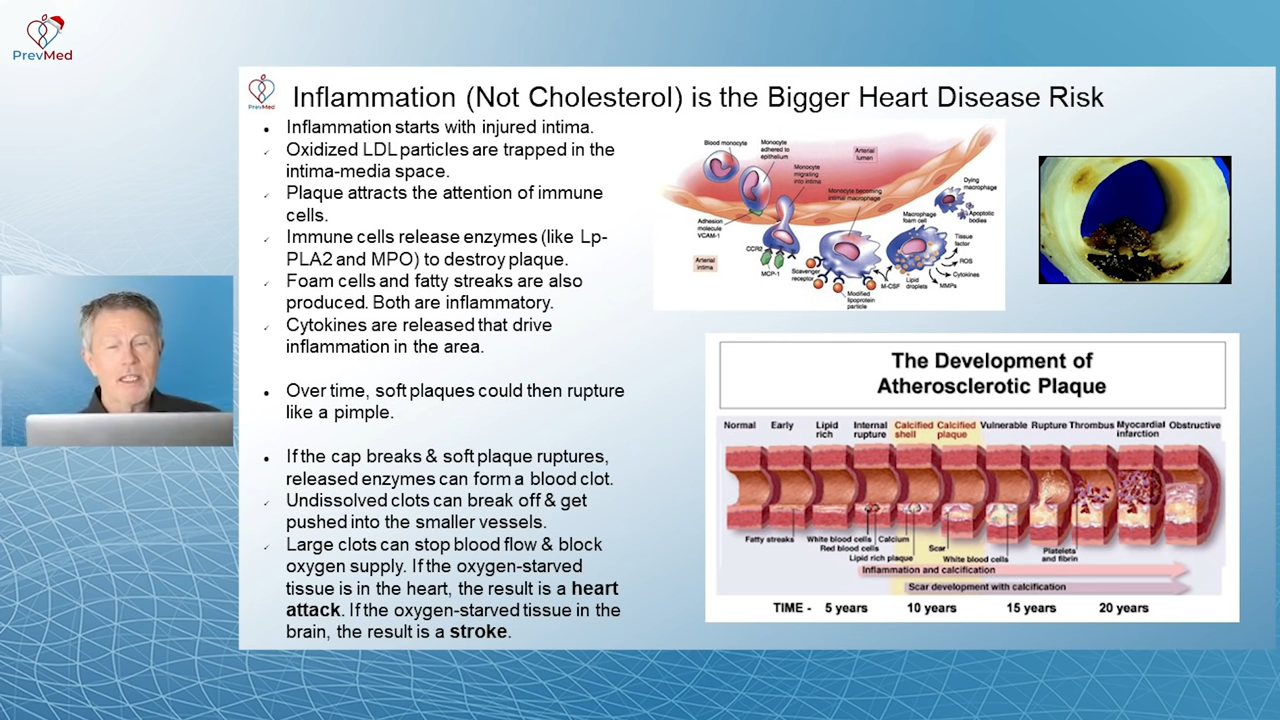 PrevMed
PrevMed
Inflammation (Not Cholesterol) is the Bigger Heart Disease Risk
• Inflammation starts with injured intima.
✓ Oxidized LDL particles are trapped in the
intima-media space.
✓ Plaque attracts the attention of immune
cells.
✓ Immune cells release enzymes (like Lp-
PLA2 and MPO) to destroy plaque.
✓ Foam cells and fatty streaks are also
produced. Both are inflammatory.
✓ Cytokines are released that drive
inflammation in the area.
• Over time, soft plaques could then rupture
like a pimple.
• If the cap breaks & soft plaque ruptures,
released enzymes can form a blood clot.
✓ Undissolved clots can break off & get
pushed into the smaller vessels.
✓ Large clots can stop blood flow & block
oxygen supply. If the oxygen-starved
tissue is in the heart, the result is a heart
attack. If the oxygen-starved tissue in the
brain, the result is a stroke.
Blood monocyte
Monocyte
adhered to
epithelium
Arterial
lumen
Monocyte
migrating
into intima
Monocyte becoming
intimal macrophage
Dying
macrophage
Apoptotic
bodies
Macrophage
foam cell
Adhesion
molecule
VCAM-1
Tissue
factor
CCR2
ROS
Arterial
intima
MCP-1
Scavenger
receptor
Lipid
droplets
Cytokines
M-CSF
MMPs
Modified
lipoprotein
particle
The Development of
Atherosclerotic Plaque
Normal
Early
Lipid
rich
Internal
rupture
Calcified
shell
Calcified
plaque
Vulnerable
Rupture
Thrombus
Myocardial
infarction
Obstructive
Fatty streaks
White blood cells
Red blood cells
Calcium
Lipid rich plaque
Scar
White blood cells
Platelets
and fibrin
Inflammation and calcification
Scar development with calcification
TIME - 5 years 10 years 15 years 20 years